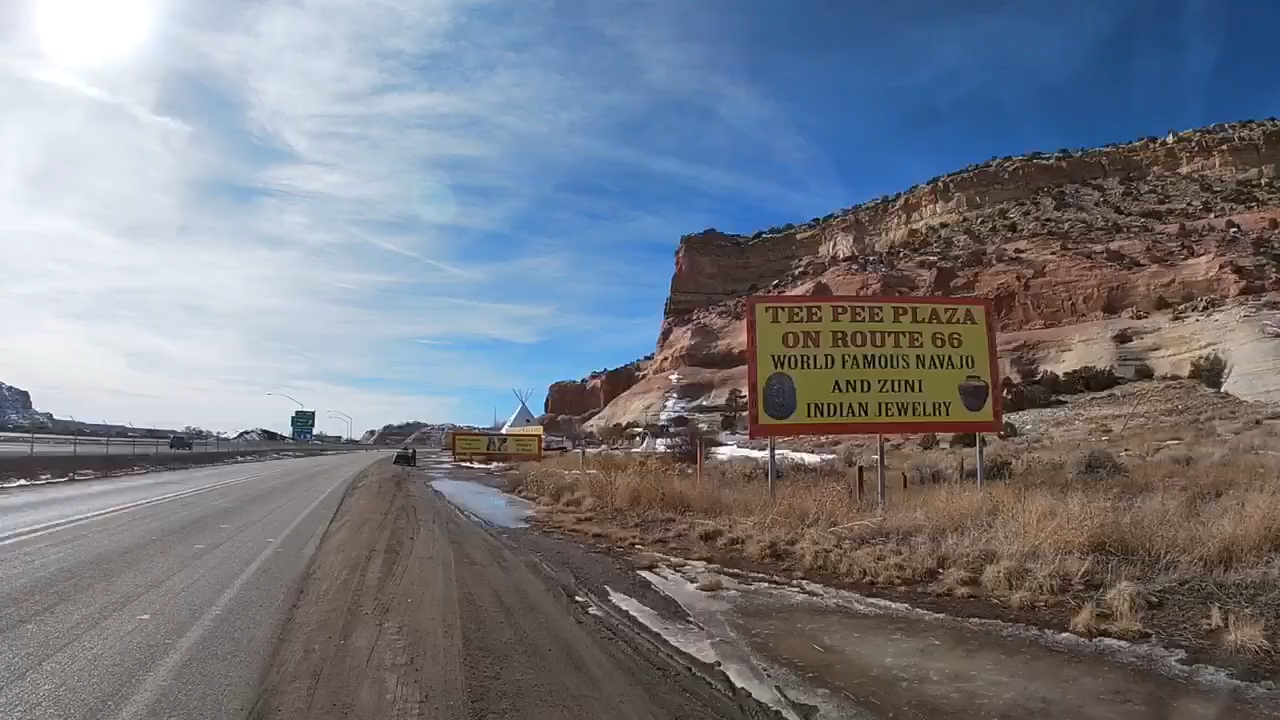 TEE PEE PLAZA
ON ROUTE 66
WORLD FAMOUS NAVAJO
AND ZUNI
INDIAN JEWELRY
AZ